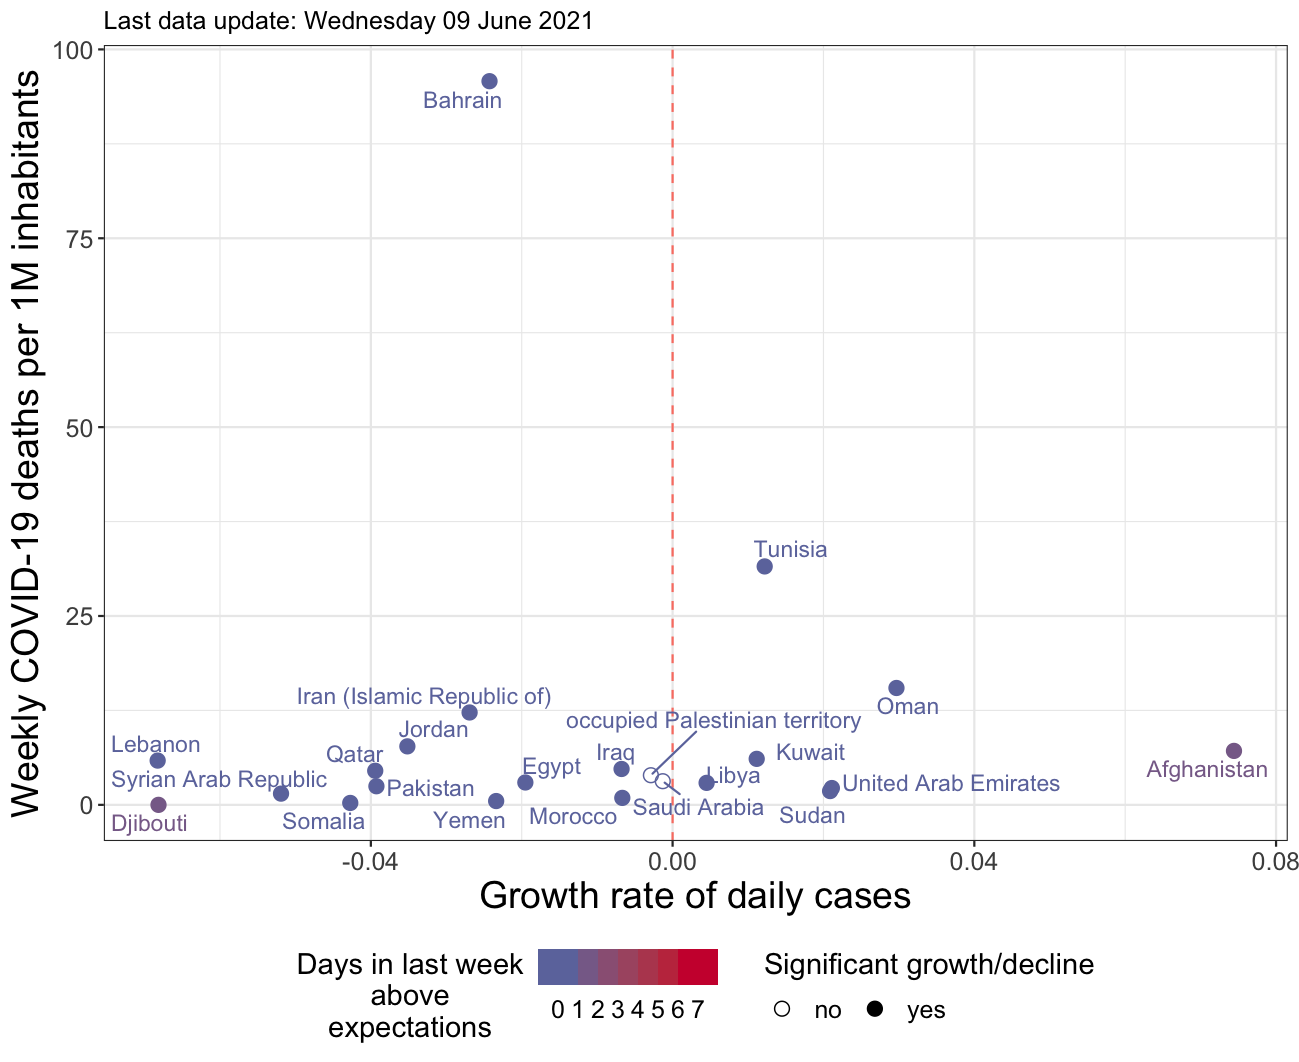 Last data update: Wednesday 09 June 2021
Weekly COVID-19 deaths per 1M inhabitants
100
75
50
25
0
Bahrain
Tunisia
Oman
Iran (Islamic Republic of)
occupied Palestinian territory
Jordan
Lebanon
Qatar
Iraq
Kuwait
Egypt
Afghanistan
Syrian Arab Republic
Pakistan
Libya
United Arab Emirates
Saudi Arabia
Djibouti
Somalia
Yemen
Morocco
Sudan
-0.04 0.00 0.04 0.08
Growth rate of daily cases
Days in last week
above
expectations
0 1 2 3 4 5 6 7
Significant growth/decline
no yes